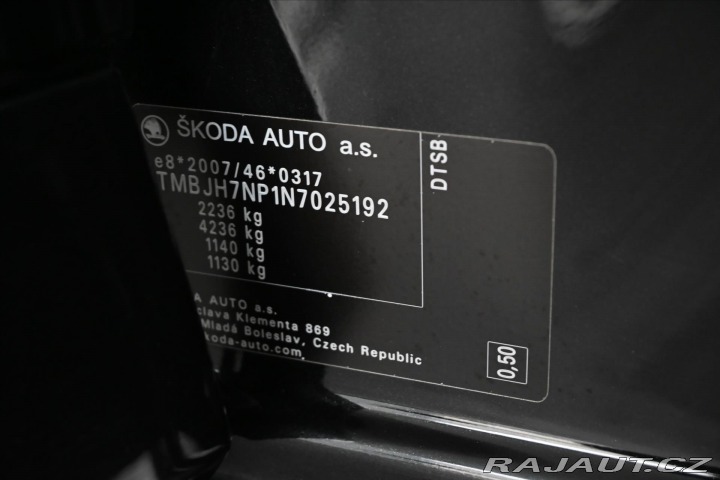 ŠKODA AUTO a.s.
e8*2007/46*0317
TMBJH7NP1N7025192
2236 kg
4236 kg
1140 kg
1130 kg
DTSB
AUTO a.s.
Klementa 869
Mladá Boleslav, Czech Republic
koda-auto.com
0,50
RAJAUT.CZ